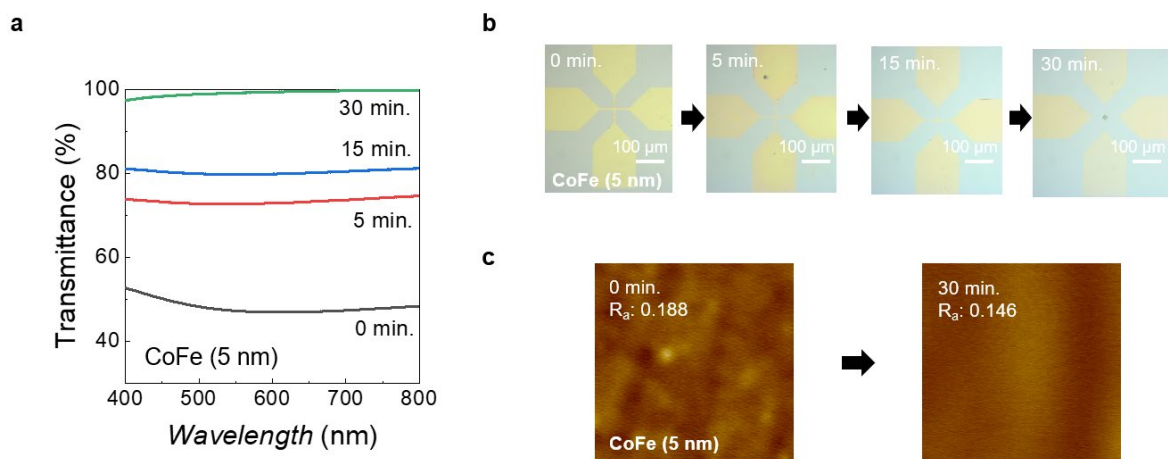 a
Transmittance (%)
100
80
60
40
30 min.
15 min.
5 min.
0 min.
CoFe (5 nm)
400
500
600
700
800
Wavelength (nm)
b
0 min.
100 µm
CoFe (5 nm)
5 min.
100 µm
15 min.
100 µm
30 min.
100 µm
c
0 min.
Ra: 0.188
CoFe (5 nm)
30 min.
Ra: 0.146